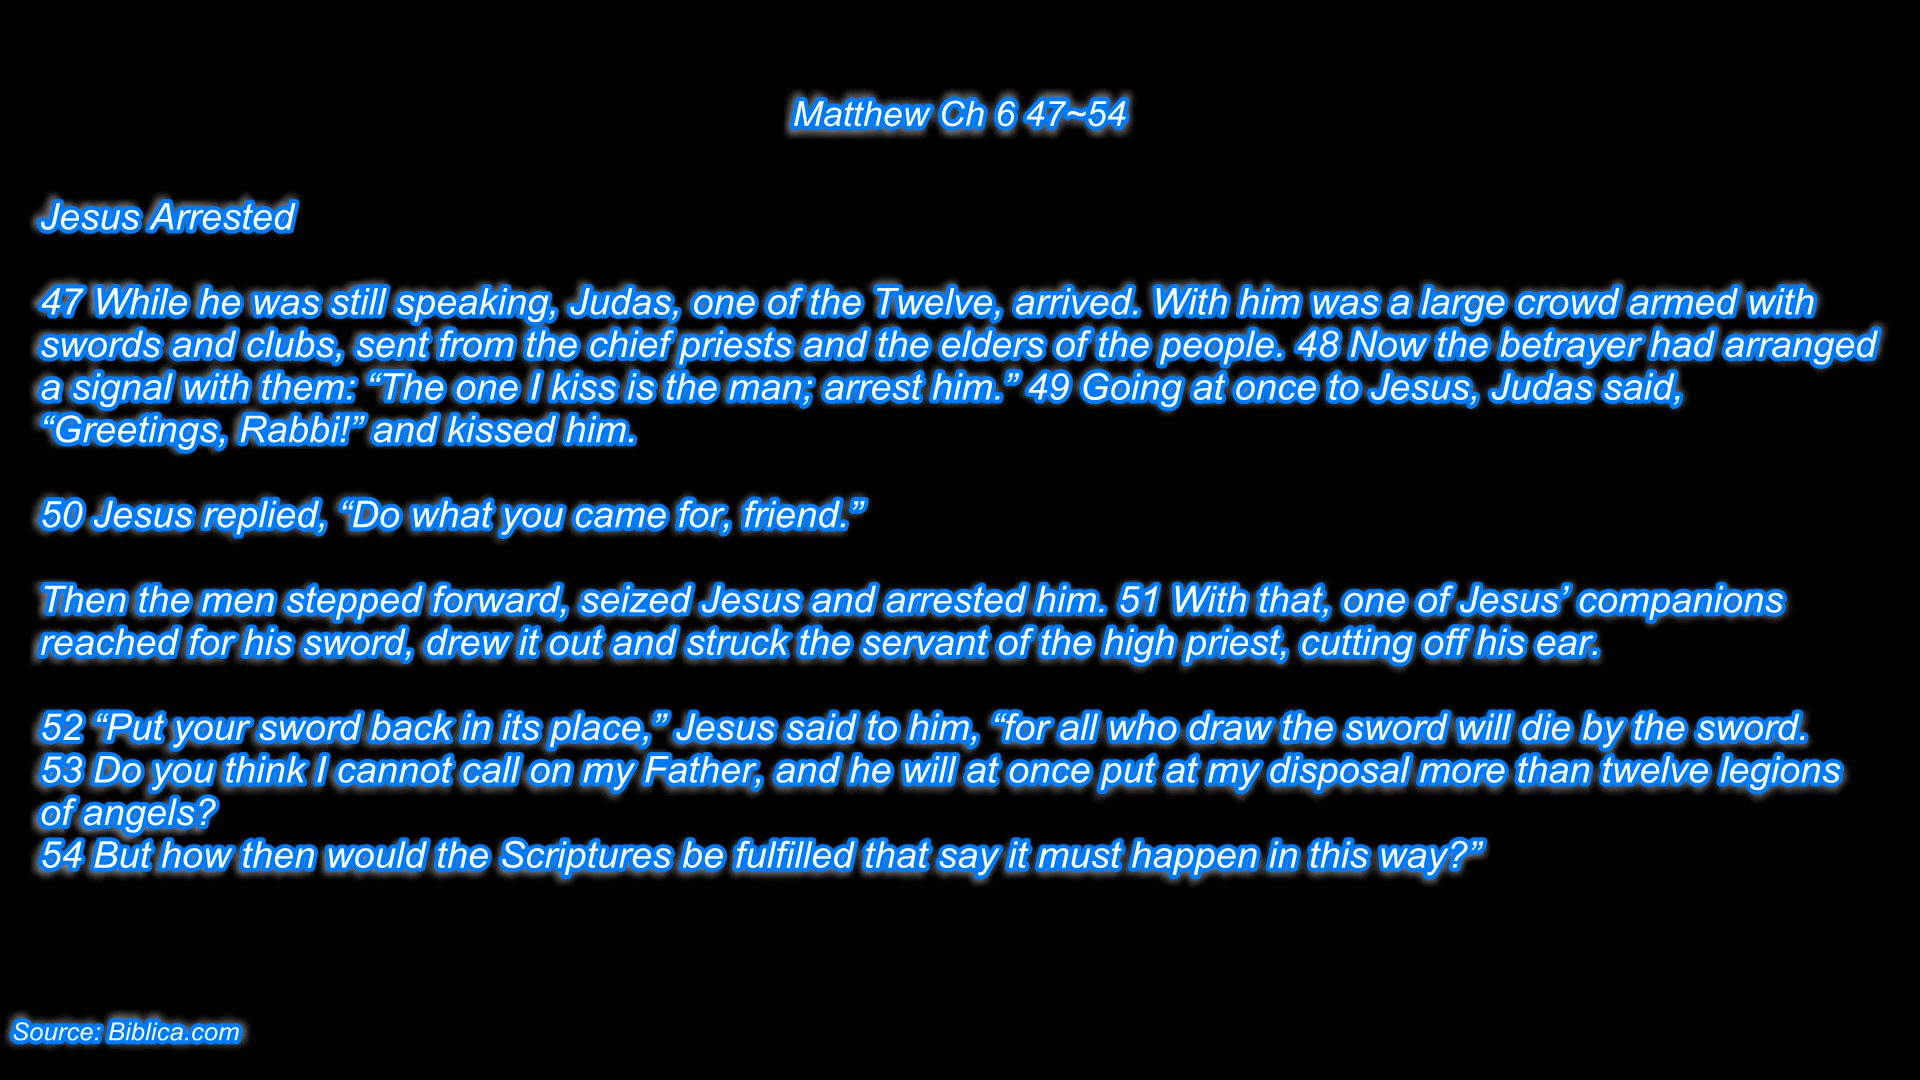 Matthew Ch 6 47~54
Jesus Arrested
47 While he was still speaking, Judas, one of the Twelve, arrived. With him was a large crowd armed with
swords and clubs, sent from the chief priests and the elders of the people. 48 Now the betrayer had arranged
a signal with them: “The one I kiss is the man; arrest him.” 49 Going at once to Jesus, Judas said,
“Greetings, Rabbi!” and kissed him.
50 Jesus replied, “Do what you came for, friend.”
Then the men stepped forward, seized Jesus and arrested him. 51 With that, one of Jesus’ companions
reached for his sword, drew it out and struck the servant of the high priest, cutting off his ear.
52 “Put your sword back in its place,” Jesus said to him, “for all who draw the sword will die by the sword.
53 Do you think I cannot call on my Father, and he will at once put at my disposal more than twelve legions
of angels?
54 But how then would the Scriptures be fulfilled that say it must happen in this way?”
Source: Biblica.com